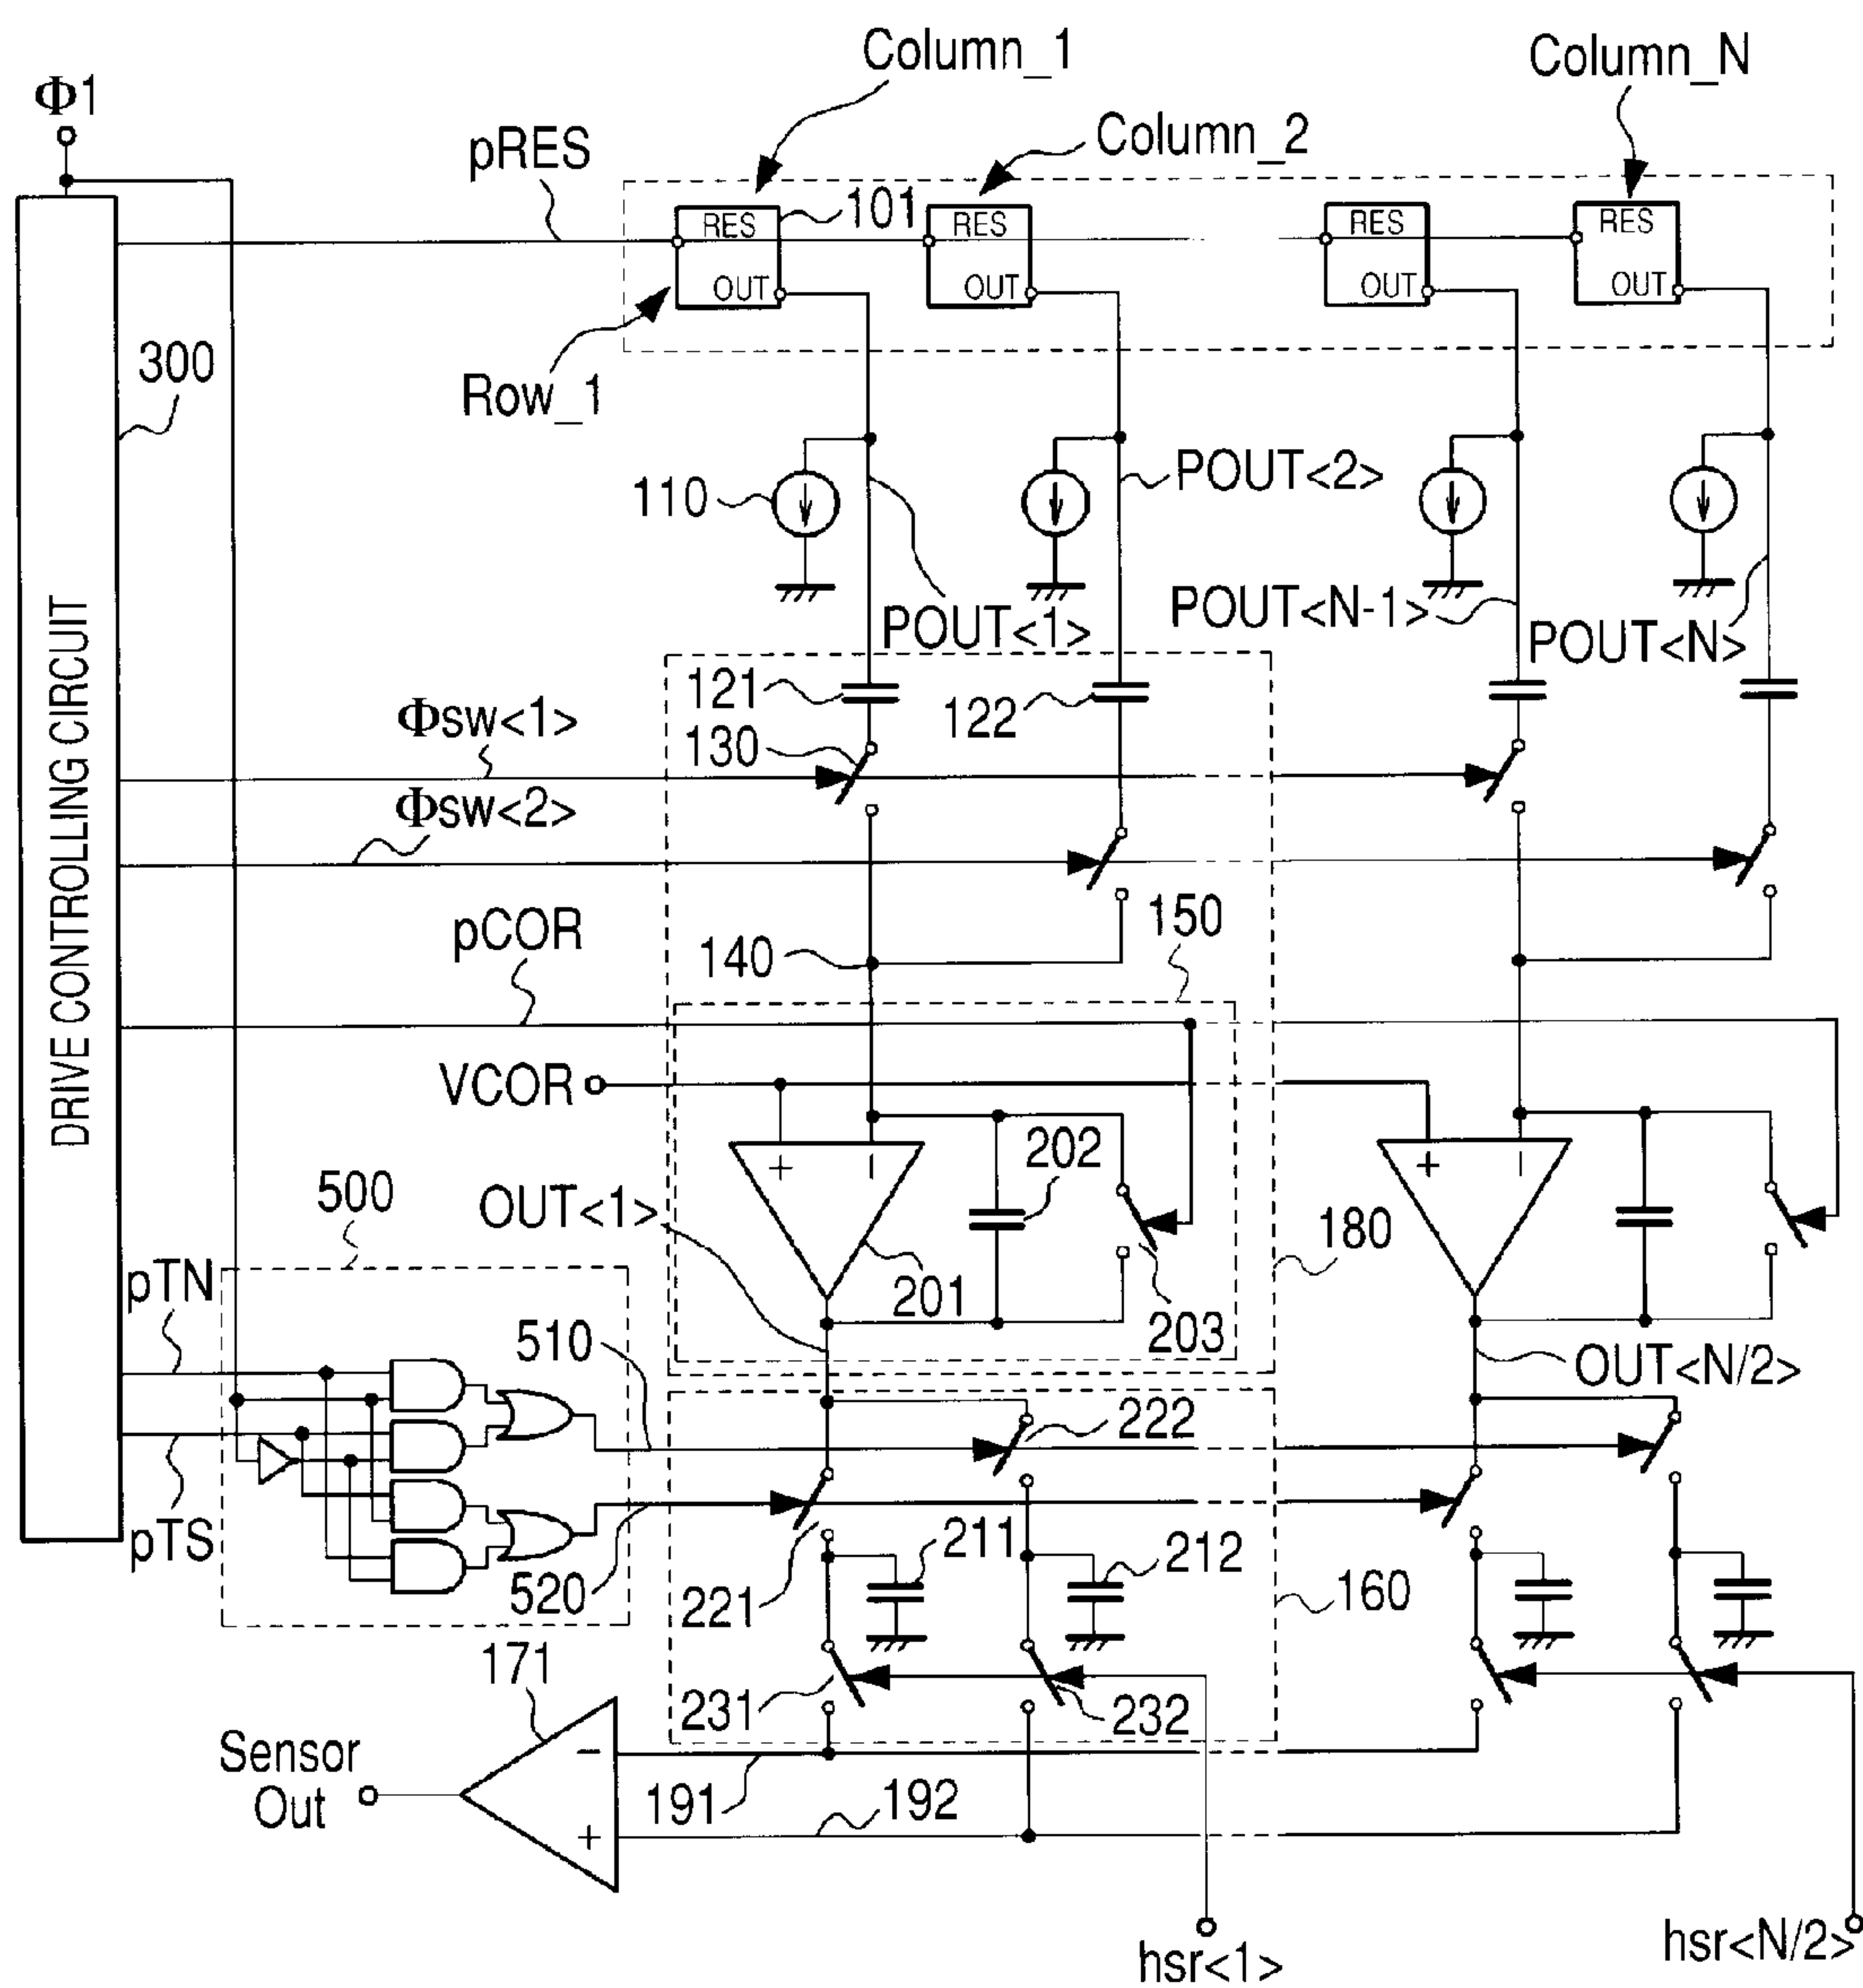 Column_1
Column_N
Φ1
Column_2
pRES
RES
101
RES
RES
RES
OUT
OUT
OUT
OUT
300
Row_1
110
POUT<2>
POUT<1>
POUT<N-1>
POUT<N>
DRIVE CONTROLLING CIRCUIT
121
122
Φsw<1>
130
Φsw<2>
150
pCOR
140
VCOR
+
-
202
+
-
500
OUT<1>
180
pTN
201
203
510
OUT<N/2>
222
pTS
520
221
211
212
160
171
231
232
Sensor
Out
-
191
192
+
hsr<1>
hsr<N/2>